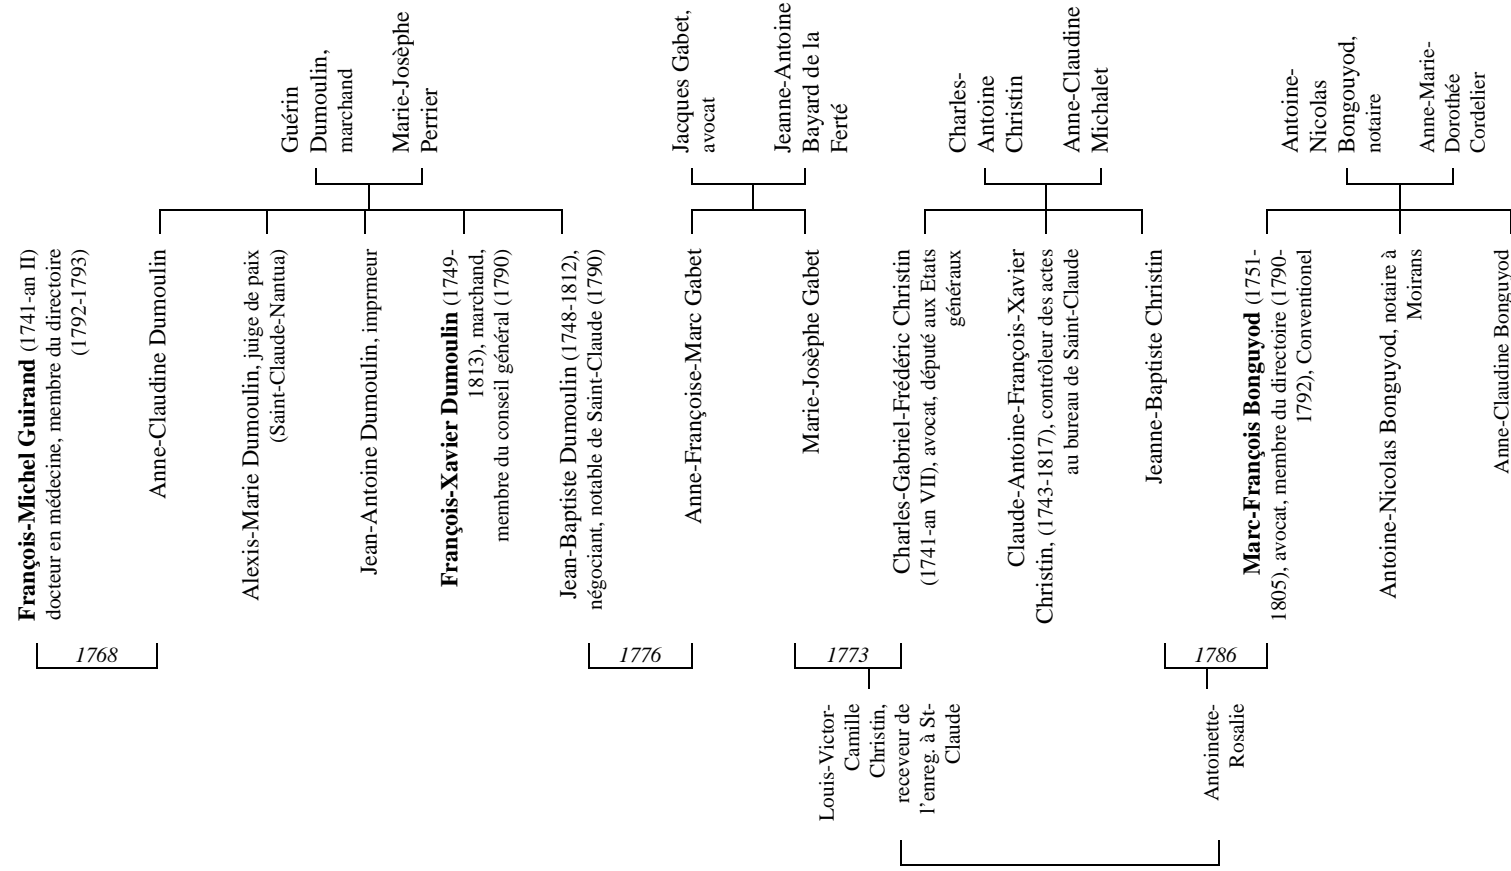 Guérin
Dumoulin,
marchand
Marie-Josèphe
Perrier
Jacques Gabet,
avocat
Jeanne-Antoine
Bayard de la
Ferté
Charles-
Antoine
Christin
Anne-Claudine
Michalet
Antoine-
Nicolas
Bongouyod,
notaire
Anne-Marie-
Dorothée
Cordelier
François-Michel Guirand (1741-an II)
docteur en médecine, membre du directoire
(1792-1793)
Anne-Claudine Dumoulin
Alexis-Marie Dumoulin, juige de paix
(Saint-Claude-Nantua)
Jean-Antoine Dumoulin, imprmeur
François-Xavier Dumoulin (1749-
1813), marchand,
membre du conseil général (1790)
Jean-Baptiste Dumoulin (1748-1812),
négociant, notable de Saint-Claude (1790)
Anne-Françoise-Marc Gabet
Marie-Josèphe Gabet
Charles-Gabriel-Frédéric Christin
(1741-an VII), avocat, député aux Etats
généraux
Claude-Antoine-François-Xavier
Christin, (1743-1817), contrôleur des actes
au bureau de Saint-Claude
Jeanne-Baptiste Christin
Marc-François Bonguyod (1751-
1805), avocat, membre du directoire (1790-
1792), Conventionel
Antoine-Nicolas Bonguyod, notaire à
Moirans
Anne-Claudine Bonguyod
1768
1776
1773
1786
Louis-Victor-
Camille
Christin,
receveur de
l'enreg. à St-
Claude
Antoinette-
Rosalie